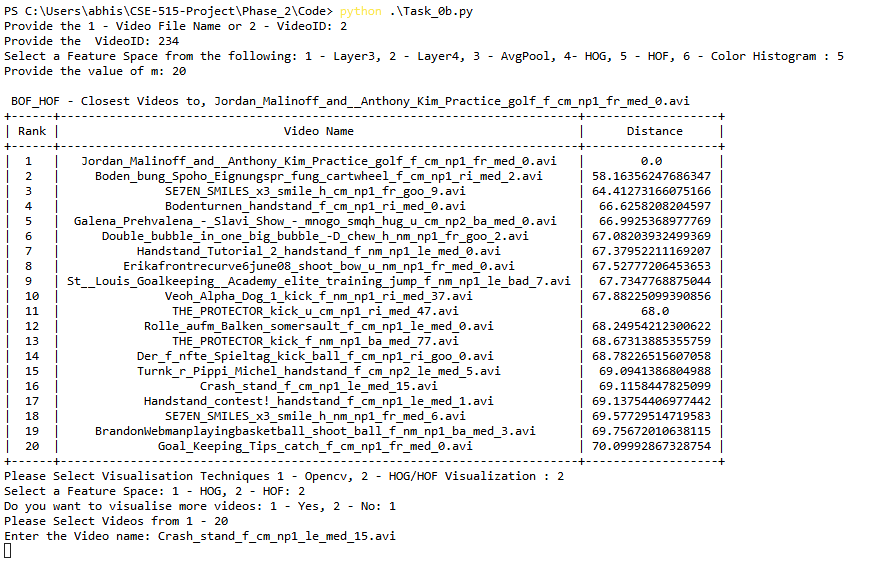 PS C:\Users\abhis\CSE-515-Project\Phase_2\Code> python .\Task_0b.py
Provide the 1 - Video File Name or 2 - VideoID: 2
Provide the  VideoID: 234
Select a Feature Space from the following: 1 - Layer3, 2 - Layer4, 3 - AvgPool, 4- HOG, 5 - HOF, 6 - Color Histogram : 5
Provide the value of m: 20
BOF_HOF - Closest Videos to, Jordan_Malinoff_and__Anthony_Kim_Practice_golf_f_cm_np1_fr_med_0.avi
| Rank | Video Name | Distance |
| 1 | Jordan_Malinoff_and__Anthony_Kim_Practice_golf_f_cm_np1_fr_med_0.avi | 0.0 |
| 2 | Boden_bung_Spoho_Eignungspr_fung_cartwheel_f_cm_np1_ri_med_2.avi | 58.16356247686347 |
| 3 | SE7EN_SMILES_x3_smile_h_cm_np1_fr_goo_9.avi | 64.41273166075166 |
| 4 | Bodenturnen_handstand_f_cm_np1_ri_med_0.avi | 66.6258208204597 |
| 5 | Galena_Prehvalena_-_Slavi_Show_-_mnogo_smqh_hug_u_cm_np2_ba_med_0.avi | 66.9925368977769 |
| 6 | Double_bubble_in_one_big_bubble_-D_chew_h_nm_np1_fr_goo_2.avi | 67.08203932499369 |
| 7 | Handstand_Tutorial_2_handstand_f_nm_np1_le_med_0.avi | 67.37952211169207 |
| 8 | Erikafrontrecurve6june08_shoot_bow_u_nm_np1_fr_med_0.avi | 67.52777206453653 |
| 9 | St__Louis_Goalkeeping__Academy_elite_training_jump_f_nm_np1_le_bad_7.avi | 67.7347768875044 |
| 10 | Veoh_Alpha_Dog_1_kick_f_nm_np1_ri_med_37.avi | 67.88225099390856 |
| 11 | THE_PROTECTOR_kick_u_cm_np1_ri_med_47.avi | 68.0 |
| 12 | Rolle_aufm_Balken_somersault_f_cm_np1_le_med_0.avi | 68.24954212300622 |
| 13 | THE_PROTECTOR_kick_f_nm_np1_ba_med_77.avi | 68.67313885355759 |
| 14 | Der_f_nfte_Spieltag_kick_ball_f_cm_np1_ri_goo_0.avi | 68.78226515607058 |
| 15 | Turnk_r_Pippi_Michel_handstand_f_cm_np2_le_med_5.avi | 69.0941386804988 |
| 16 | Crash_stand_f_cm_np1_le_med_15.avi | 69.1158447825099 |
| 17 | Handstand_contest!_handstand_f_cm_np1_le_med_1.avi | 69.13754406977442 |
| 18 | SE7EN_SMILES_x3_smile_h_nm_np1_fr_med_6.avi | 69.57729514719583 |
| 19 | BrandonWebmanplayingbasketball_shoot_ball_f_nm_np1_ba_med_3.avi | 69.75672010638115 |
| 20 | Goal_Keeping_Tips_catch_f_cm_np1_fr_med_0.avi | 70.09992867328754 |
Please Select Visualisation Techniques 1 - Opencv, 2 - HOG/HOF Visualization : 2
Select a Feature Space: 1 - HOG, 2 - HOF: 2
Do you want to visualise more videos: 1 - Yes, 2 - No: 1
Please Select Videos from 1 - 20
Enter the Video name: Crash_stand_f_cm_np1_le_med_15.avi